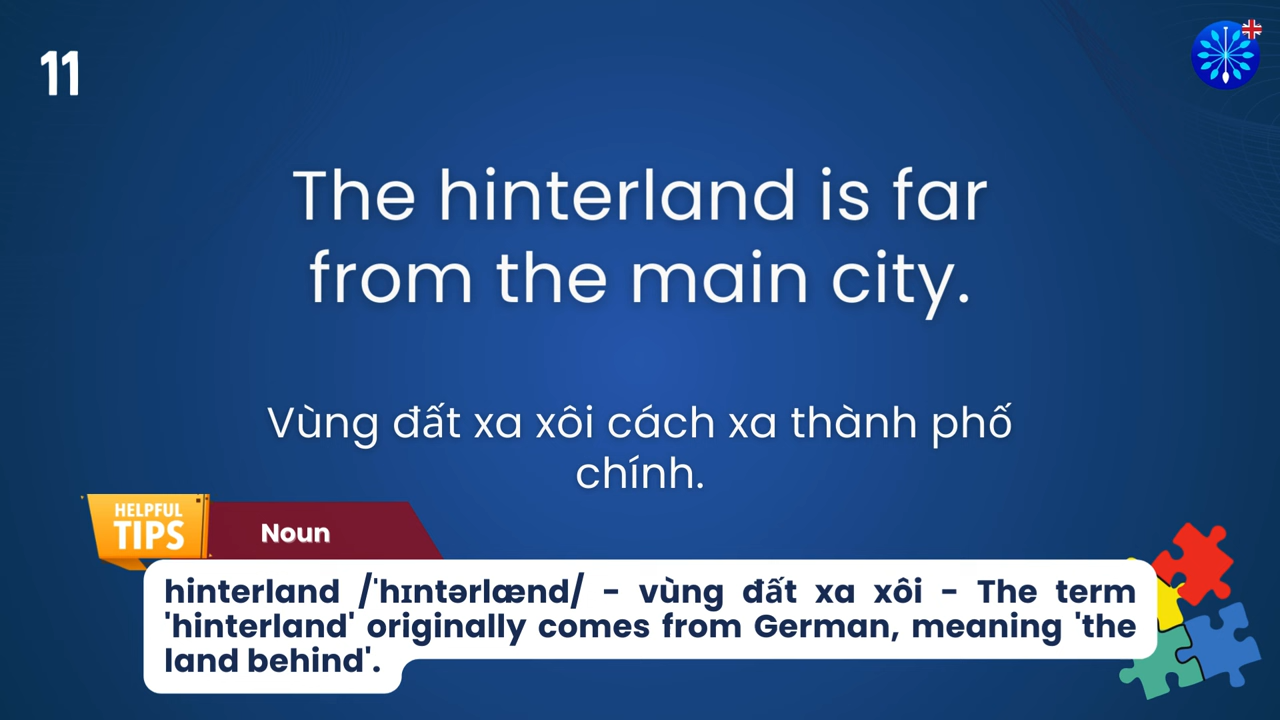 11
The hinterland is far
from the main city.
Vùng đất xa xôi cách xa thành phố
chính.
HELPFUL
TIPS
Noun
hinterland /ˈhɪntərlænd/ - vùng đất xa xôi - The term
'hinterland' originally comes from German, meaning 'the
land behind'.